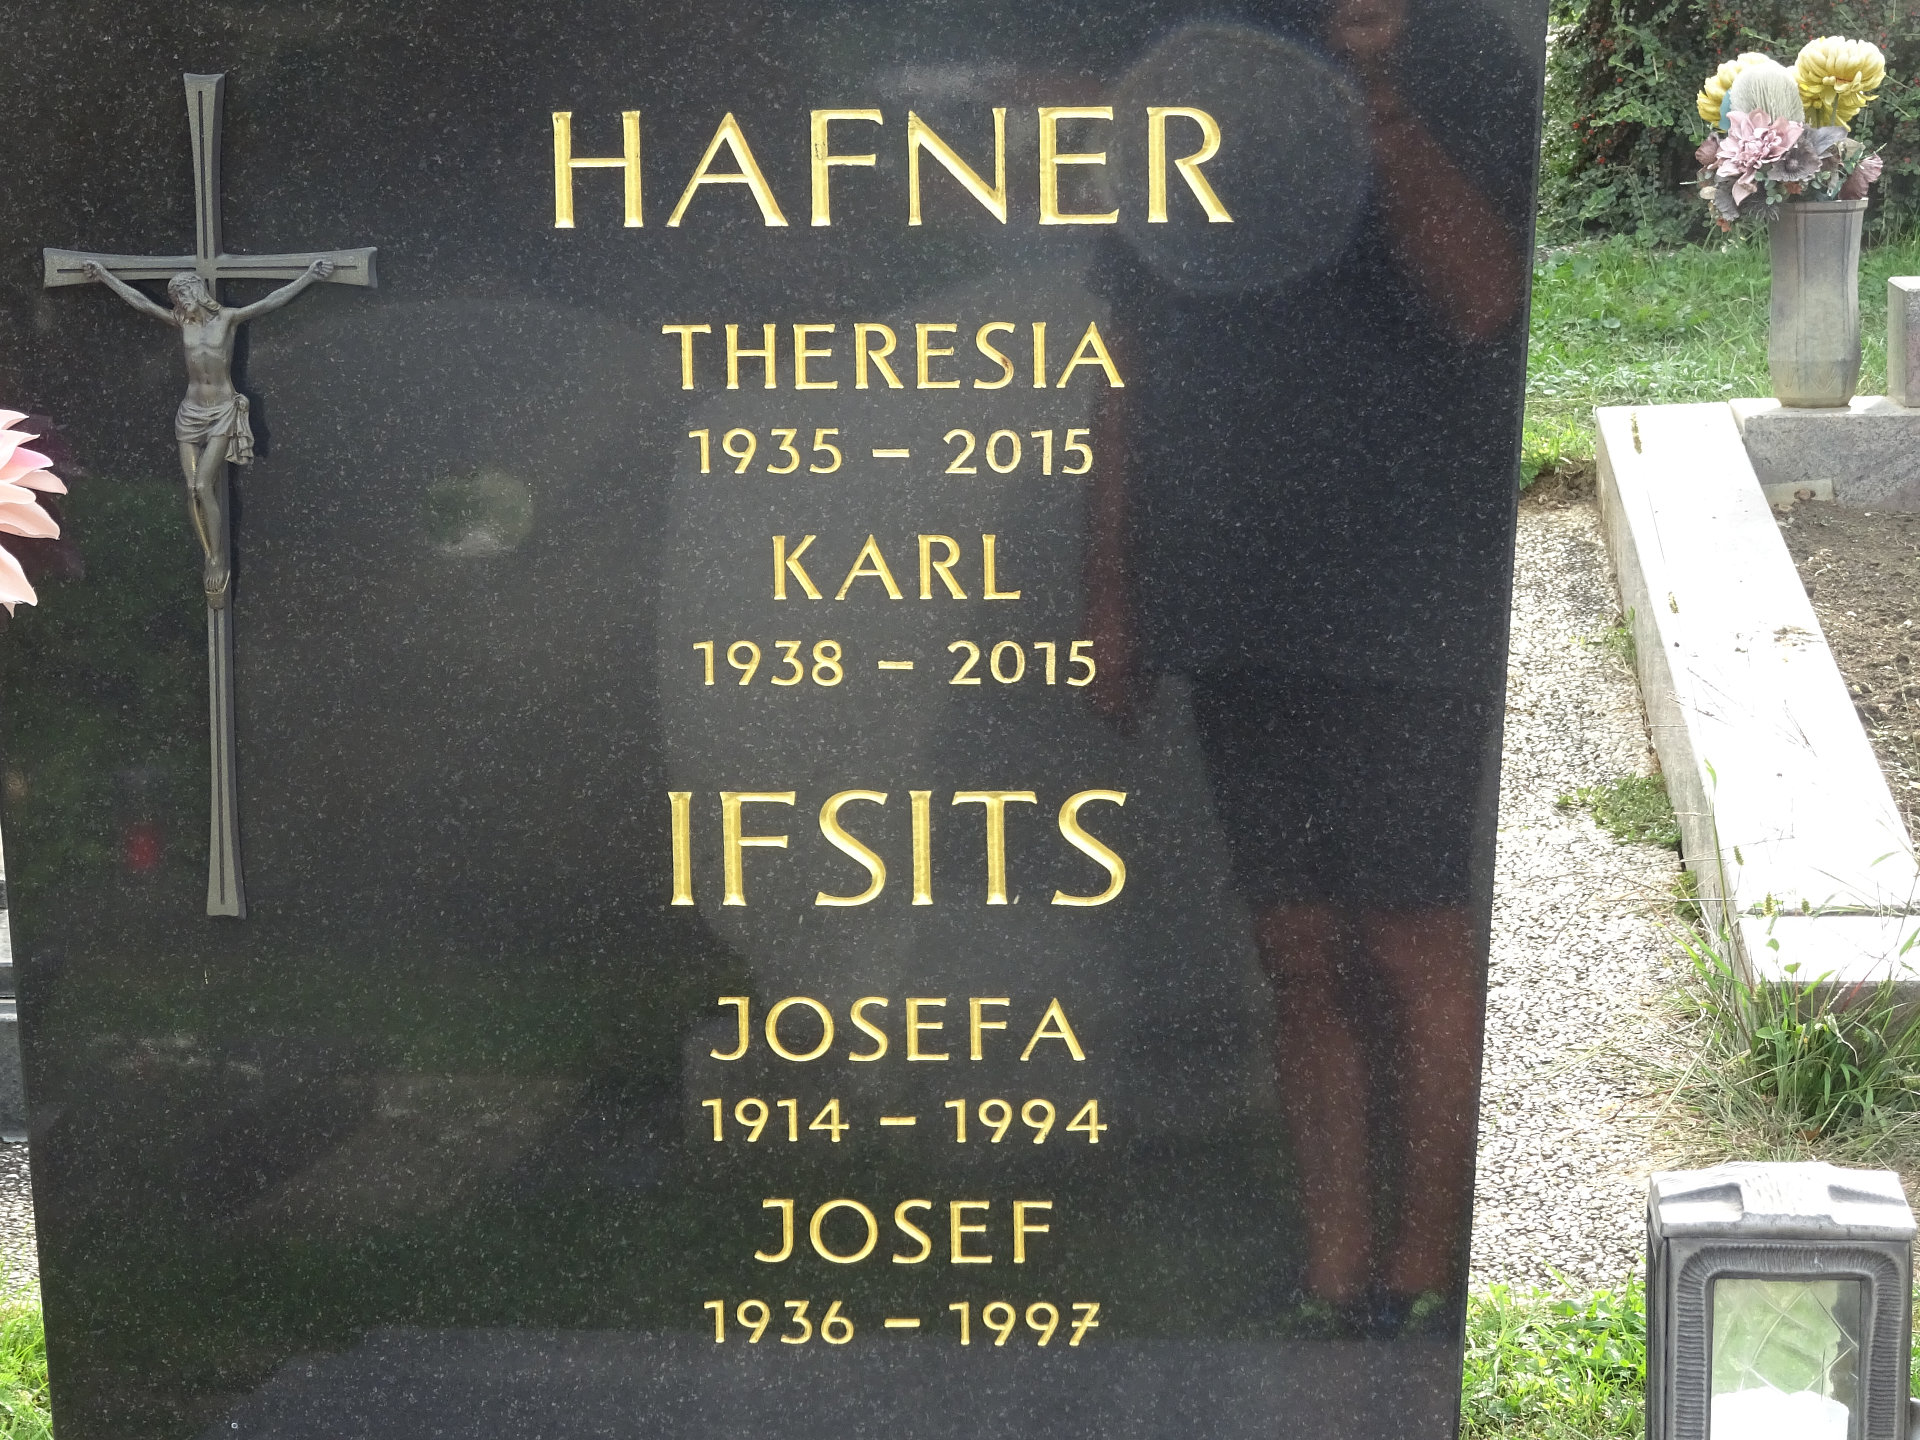 HAFNER
THERESIA
1935 – 2015
KARL
1938 – 2015
IFSITS
JOSEFA
1914 – 1994
JOSEF
1936 – 1997